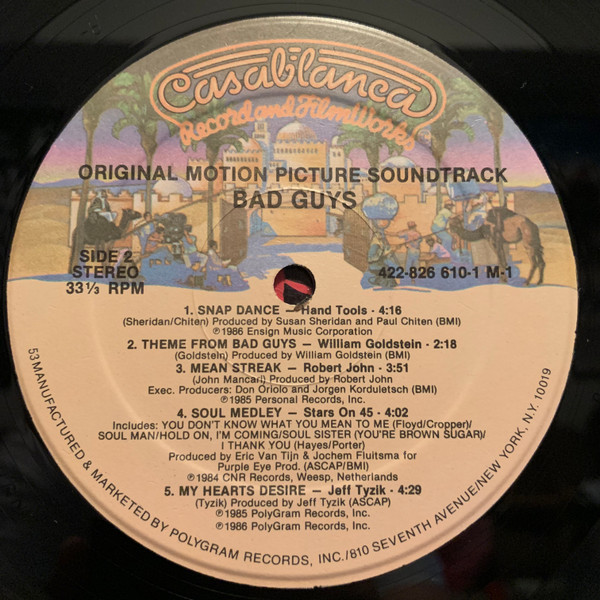 Casablanca
Record and FilmWorks
ORIGINAL MOTION PICTURE SOUNDTRACK
BAD GUYS
SIDE 2
STEREO
33 1/3 RPM
422-826 610-1 M-1
1. SNAP DANCE — Hand Tools · 4:16
(Sheridan/Chiten) Produced by Susan Sheridan and Paul Chiten (BMI)
℗1986 Ensign Music Corporation
2. THEME FROM BAD GUYS — William Goldstein · 2:18
(Goldstein) Produced by William Goldstein (BMI)
3. MEAN STREAK — Robert John · 3:51
(John Mancari) Produced by Robert John
Exec. Producers: Don Oriolo and Jorgen Korduletsch (BMI)
℗1985 Personal Records, Inc.
4. SOUL MEDLEY — Stars On 45 · 4:02
Includes: YOU DON'T KNOW WHAT YOU MEAN TO ME (Floyd/Cropper)/
SOUL MAN/HOLD ON, I'M COMING/SOUL SISTER (YOU'RE BROWN SUGAR)/
I THANK YOU (Hayes/Porter)
Produced by Eric Van Tijn & Jochem Fluitsma for
Purple Eye Prod. (ASCAP/BMI)
℗1984 CNR Records, Weesp, Netherlands
5. MY HEARTS DESIRE — Jeff Tyzik · 4:29
(Tyzik) Produced by Jeff Tyzik (ASCAP)
℗1985 PolyGram Records, Inc.
℗1986 PolyGram Records, Inc.
53 MANUFACTURED & MARKETED BY POLYGRAM RECORDS, INC./810 SEVENTH AVENUE/NEW YORK, N.Y. 10019